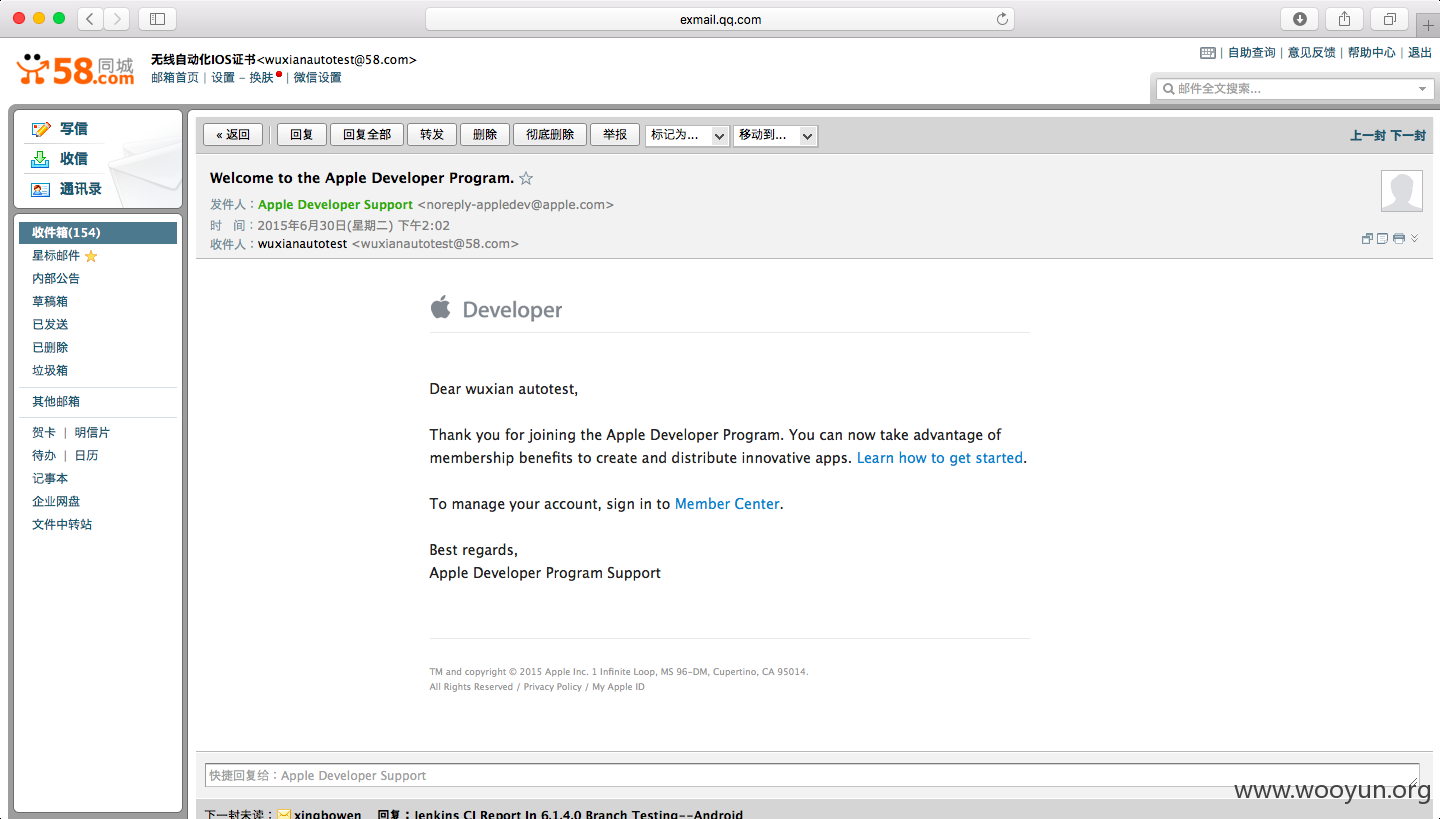 exmail.qq.com
58同城
58.com
无线自动化IOS证书<wuxianautotest@58.com>
邮箱首页 | 设置 - 换肤 | 微信设置
| 自助查询 | 意见反馈 | 帮助中心 | 退出
邮件全文搜索...
写信
收信
通讯录
收件箱(154)
星标邮件
内部公告
草稿箱
已发送
已删除
垃圾箱
其他邮箱
贺卡 | 明信片
待办 | 日历
记事本
企业网盘
文件中转站
« 返回 回复 回复全部 转发 删除 彻底删除 举报 标记为... 移动到... 上一封 下一封
Welcome to the Apple Developer Program. ☆
发件人：Apple Developer Support <noreply-appledev@apple.com>
时 间：2015年6月30日(星期二) 下午2:02
收件人：wuxianautotest <wuxianautotest@58.com>
Developer
Dear wuxian autotest,
Thank you for joining the Apple Developer Program. You can now take advantage of
membership benefits to create and distribute innovative apps. Learn how to get started.
To manage your account, sign in to Member Center.
Best regards,
Apple Developer Program Support
TM and copyright © 2015 Apple Inc. 1 Infinite Loop, MS 96-DM, Cupertino, CA 95014.
All Rights Reserved / Privacy Policy / My Apple ID
快捷回复给：Apple Developer Support
www.wooyun.org
下一封未读： xingbowen 回复：Jenkins CI Report In 6.1.4.0 Branch Testing--Android